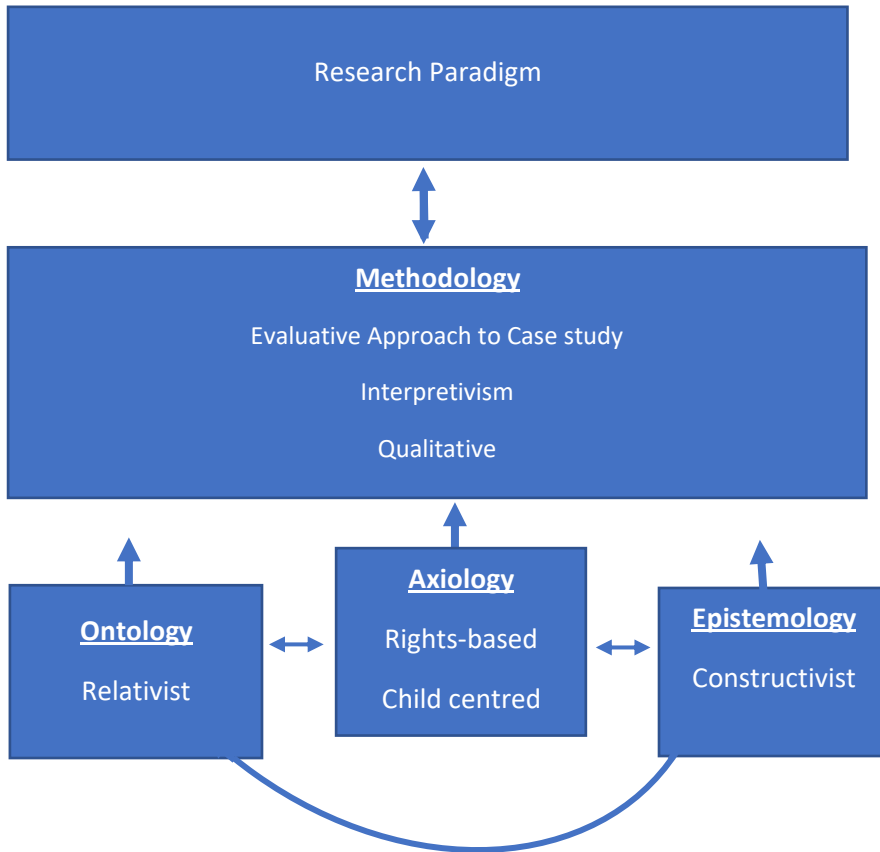 Research Paradigm
Methodology
Evaluative Approach to Case study
Interpretivism
Qualitative
Ontology
Relativist
Axiology
Rights-based
Child centred
Epistemology
Constructivist